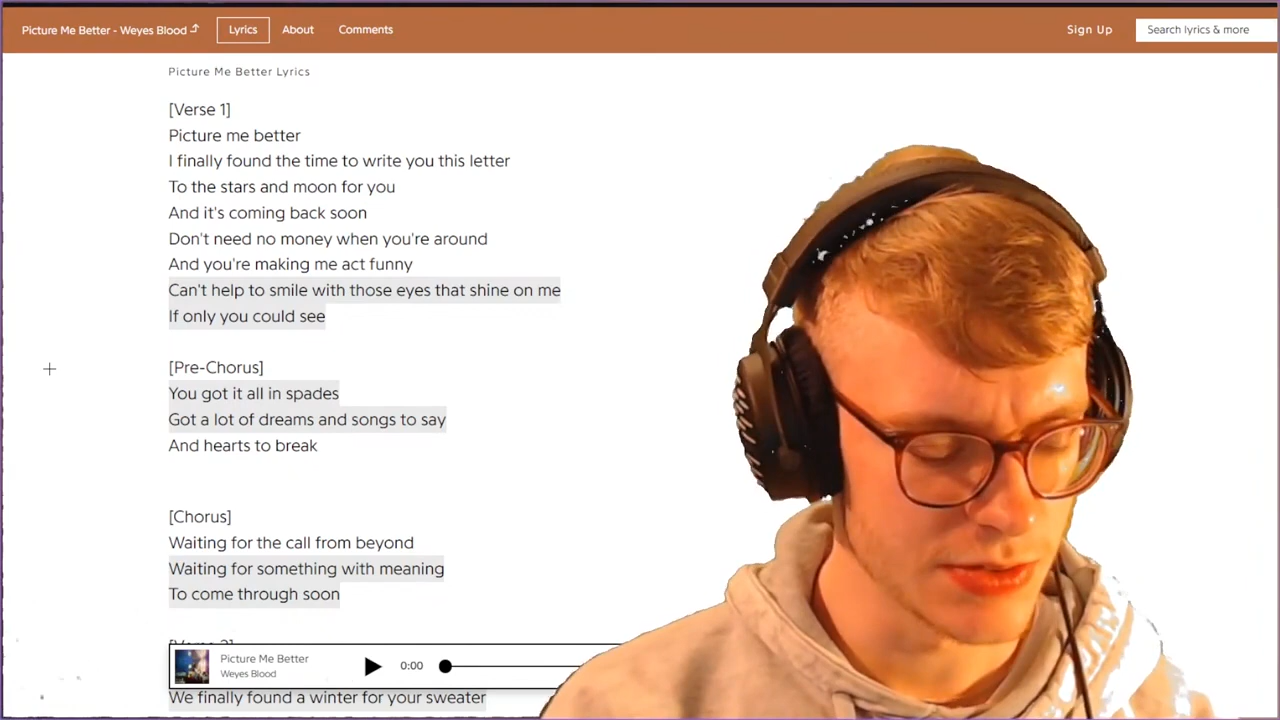 Picture Me Better - Weyes Blood
Lyrics
About
Comments
Sign Up
Search lyrics & more
Picture Me Better Lyrics
[Verse 1]
Picture me better
I finally found the time to write you this letter
To the stars and moon for you
And it's coming back soon
Don't need no money when you're around
And you're making me act funny
Can't help to smile with those eyes that shine on me
If only you could see
[Pre-Chorus]
You got it all in spades
Got a lot of dreams and songs to say
And hearts to break
[Chorus]
Waiting for the call from beyond
Waiting for something with meaning
To come through soon
Picture Me Better
Weyes Blood
0:00
We finally found a winter for your sweater